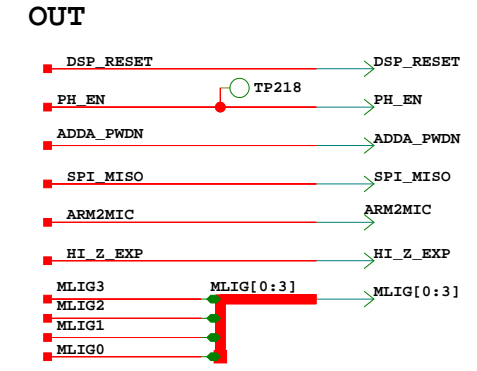 OUT
DSP_RESET DSP_RESET
TP218
PH_EN PH_EN
ADDA_PWDN ADDA_PWDN
SPI_MISO SPI_MISO
ARM2MIC ARM2MIC
HI_Z_EXP HI_Z_EXP
MLIG3 MLIG[0:3] MLIG[0:3]
MLIG2
MLIG1
MLIG0